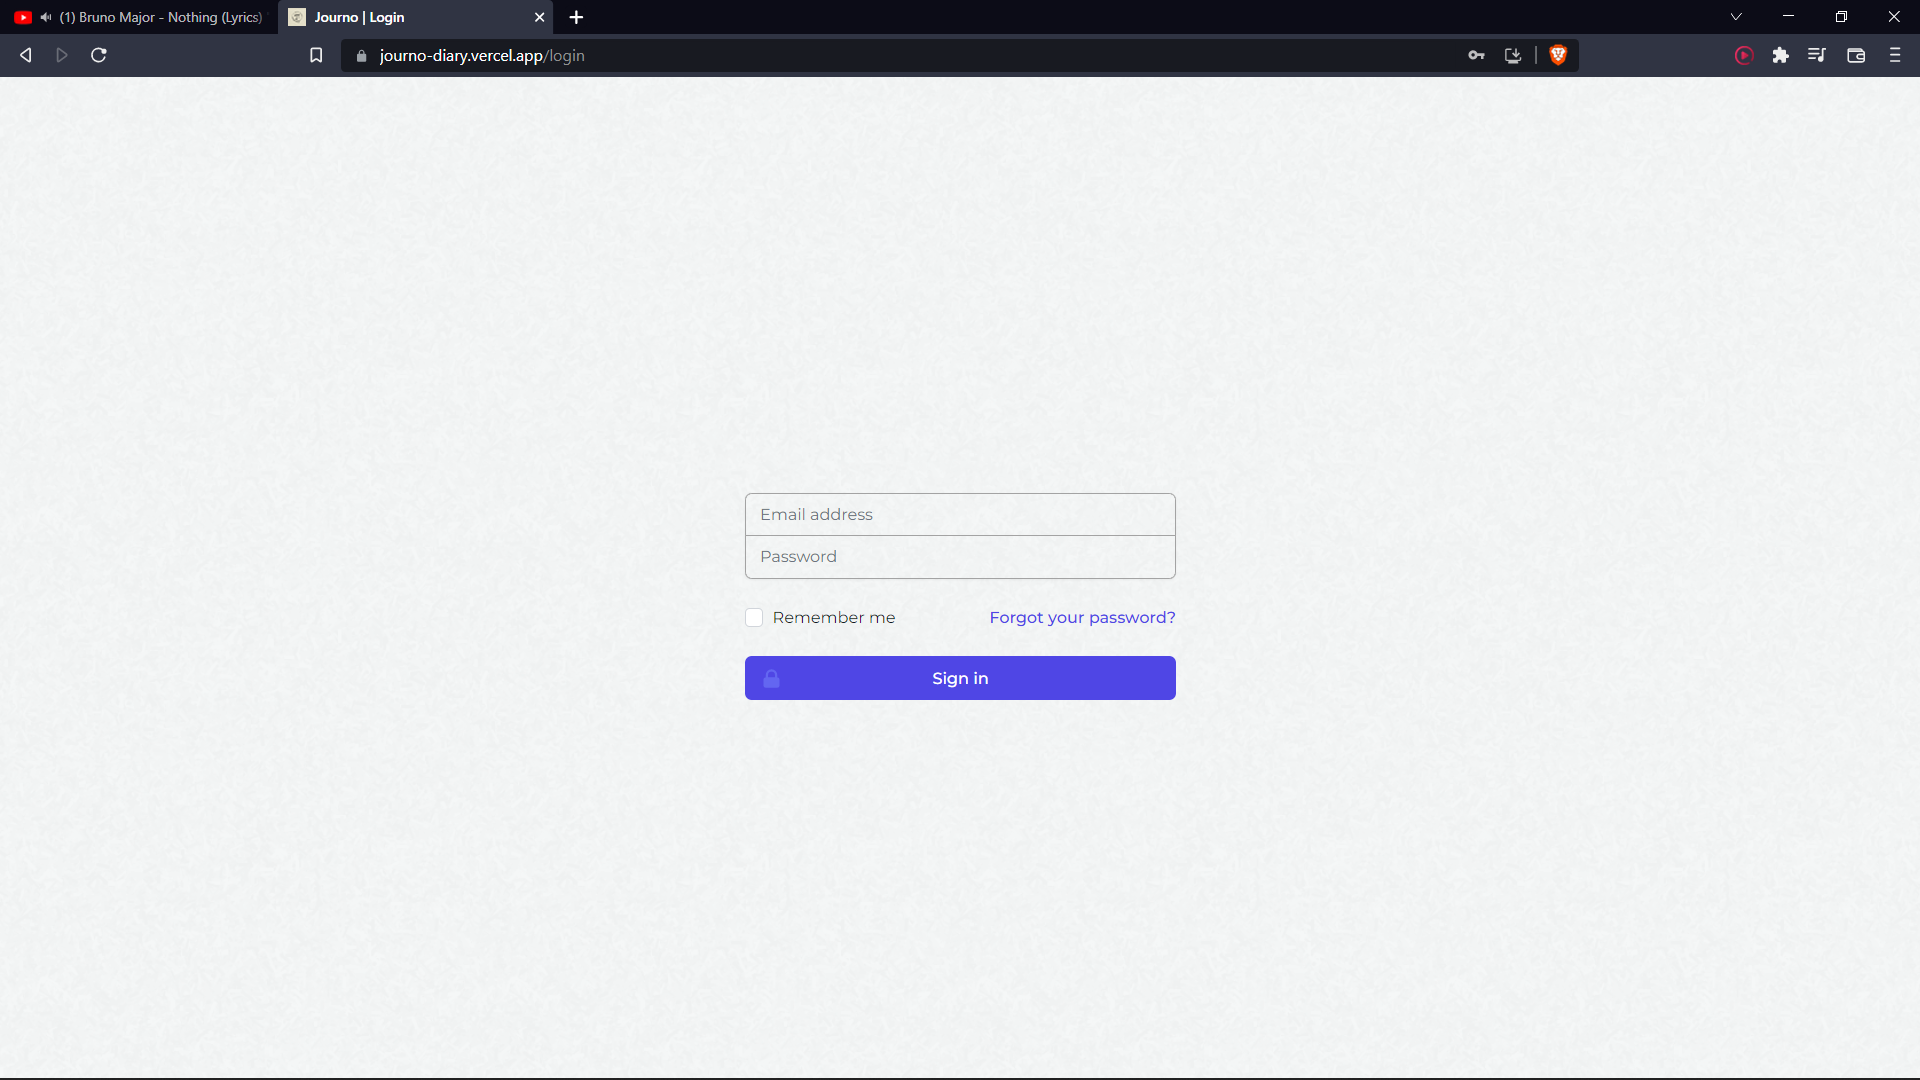 (1) Bruno Major - Nothing (Lyrics)
Journo | Login
journo-diary.vercel.app/login
Email address
Password
Remember me
Forgot your password?
Sign in